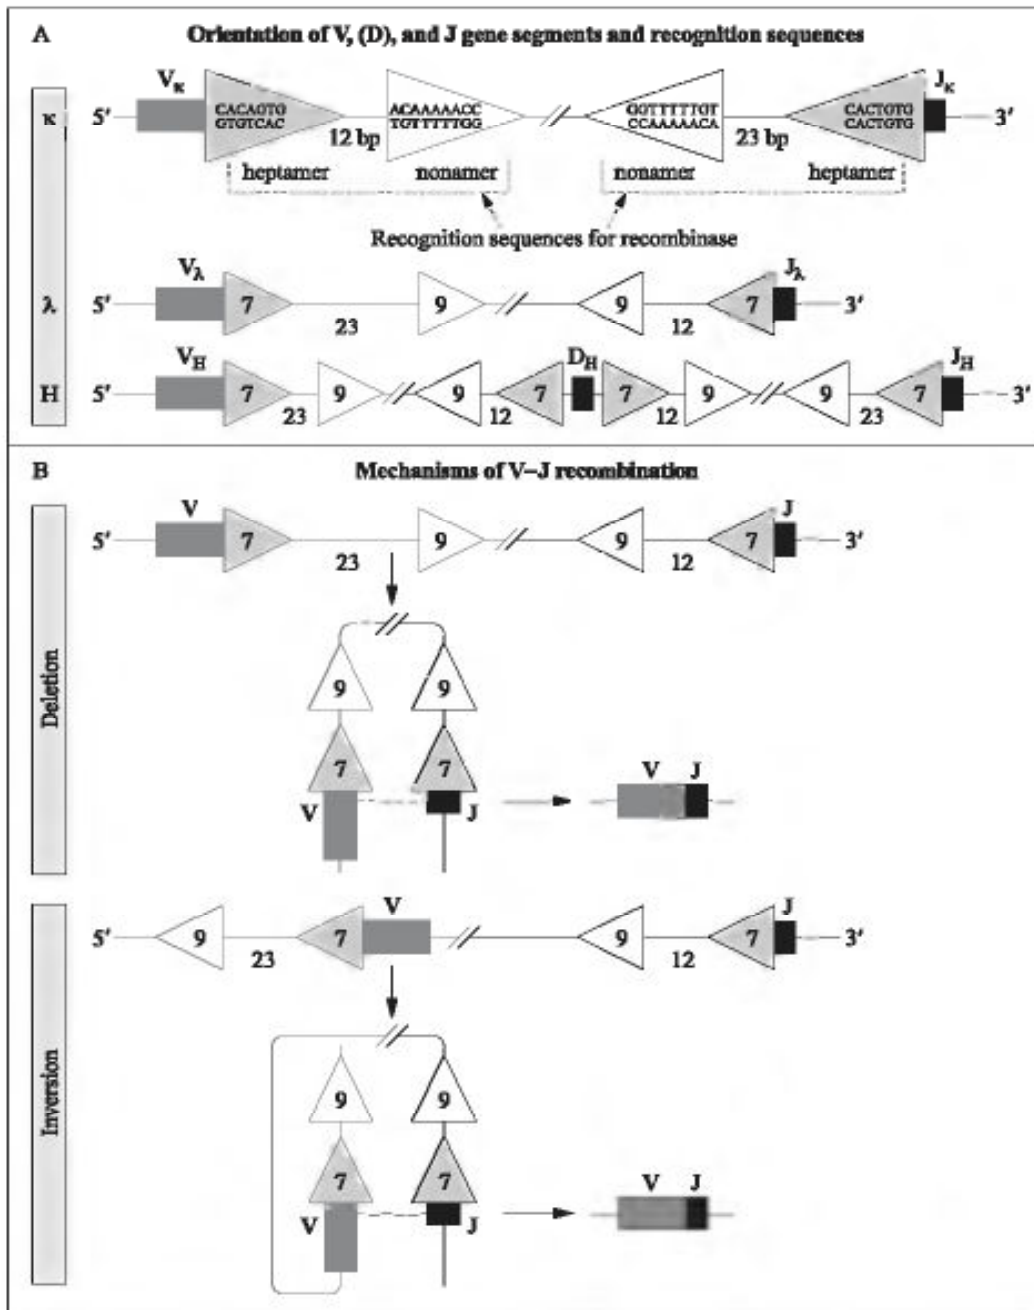 A Orientation of V, (D), and J gene segments and recognition sequences
Vκ Jκ
κ 5′ CACAGTG ACAAAAACC GGTTTTTGT CACTGTG 3′
GTGTCAC TGTTTTTGG CCAAAAACA CACTGTG
12 bp 23 bp
heptamer nonamer nonamer heptamer
Recognition sequences for recombinase
Vλ Jλ
λ 5′ 7 9 9 7 3′
23 12
VH DH JH
H 5′ 7 9 9 7 7 9 9 7 3′
23 12 12 23
B Mechanisms of V–J recombination
Deletion
V J
5′ 7 9 9 7 3′
23 12
9 9
7 7
V J
V J
Inversion
V J
5′ 9 7 9 7 3′
23 12
9 9
7 7
V J
V J